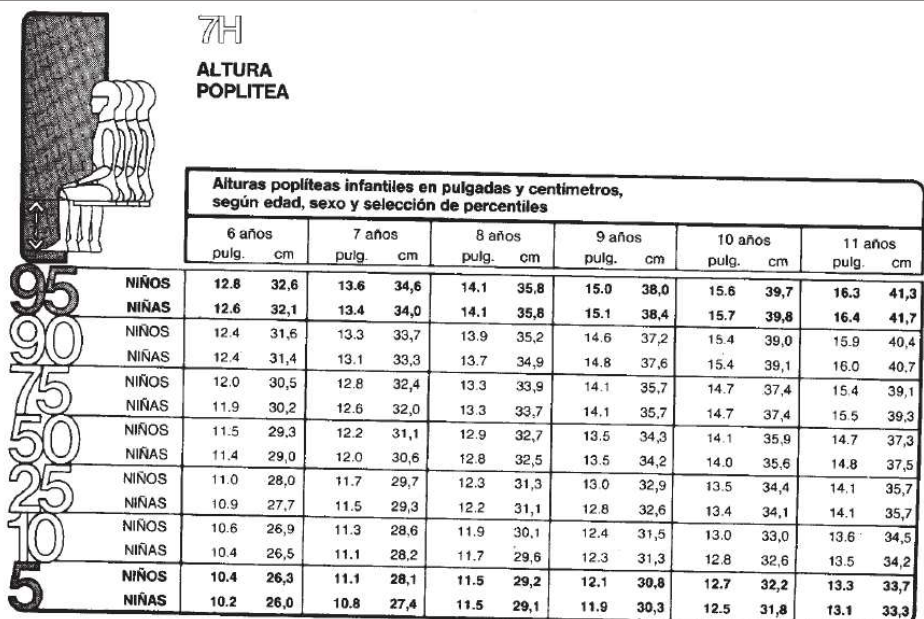 7H
ALTURA
POPLITEA
Alturas poplíteas infantiles en pulgadas y centímetros,
según edad, sexo y selección de percentiles
6 años 7 años 8 años 9 años 10 años 11 años
pulg. cm pulg. cm pulg. cm pulg. cm pulg. cm pulg. cm
95 NIÑOS 12.8 32,6 13.6 34,6 14.1 35,8 15.0 38,0 15.6 39,7 16.3 41,3
NIÑAS 12.6 32,1 13.4 34,0 14.1 35,8 15.1 38,4 15.7 39,8 16.4 41,7
90 NIÑOS 12.4 31,6 13.3 33,7 13.9 35,2 14.6 37,2 15.4 39,0 15.9 40,4
NIÑAS 12.4 31,4 13.1 33,3 13.7 34,9 14.8 37,6 15.4 39,1 16.0 40.7
75 NIÑOS 12.0 30,5 12.8 32,4 13.3 33,9 14.1 35,7 14.7 37,4 15.4 39,1
NIÑAS 11.9 30,2 12.6 32,0 13.3 33,7 14.1 35,7 14.7 37,4 15.5 39,3
50 NIÑOS 11.5 29,3 12.2 31,1 12.9 32,7 13.5 34,3 14.1 35,9 14.7 37,3
NIÑAS 11.4 29,0 12.0 30,6 12.8 32,5 13.5 34,2 14.0 35,6 14.8 37,5
25 NIÑOS 11.0 28,0 11.7 29,7 12.3 31,3 13.0 32,9 13.5 34,4 14.1 35,7
NIÑAS 10.9 27,7 11.5 29,3 12.2 31,1 12.8 32,6 13.4 34,1 14.1 35,7
10 NIÑOS 10.6 26,9 11.3 28,6 11.9 30,1 12.4 31,5 13.0 33,0 13.6 34,5
NIÑAS 10.4 26,5 11.1 28,2 11.7 29,6 12.3 31,3 12.8 32,6 13.5 34,2
5 NIÑOS 10.4 26,3 11.1 28,1 11.5 29,2 12.1 30,8 12.7 32,2 13.3 33,7
NIÑAS 10.2 26,0 10.8 27,4 11.5 29,1 11.9 30,3 12.5 31,8 13.1 33,3